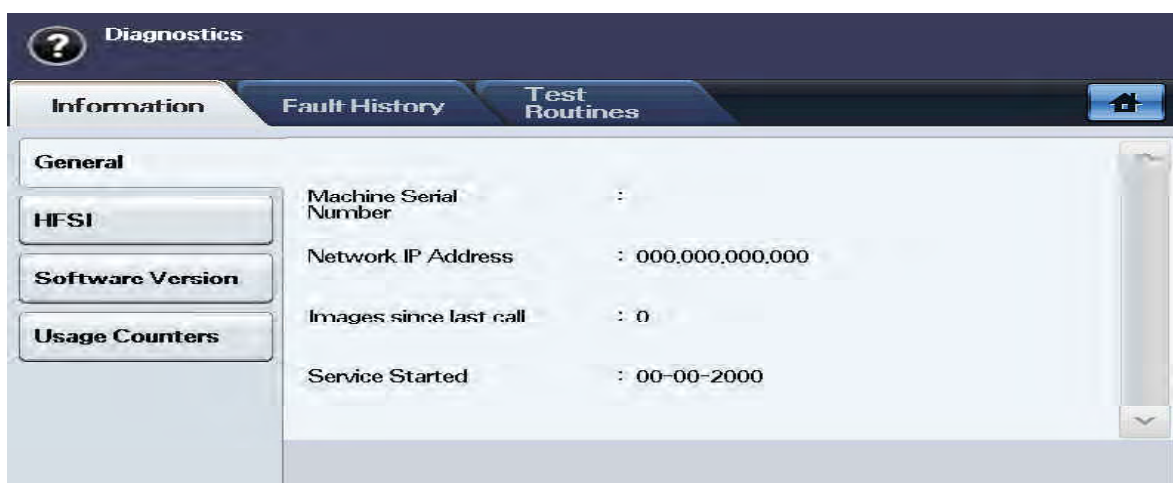 ?
Diagnostics
Information
Fault History
Test
Routines
General
HFSI
Software Version
Usage Counters
Machine Serial
Number
:
Network IP Address : 000,000,000,000
Images since last call : 0
Service Started : 00-00-2000